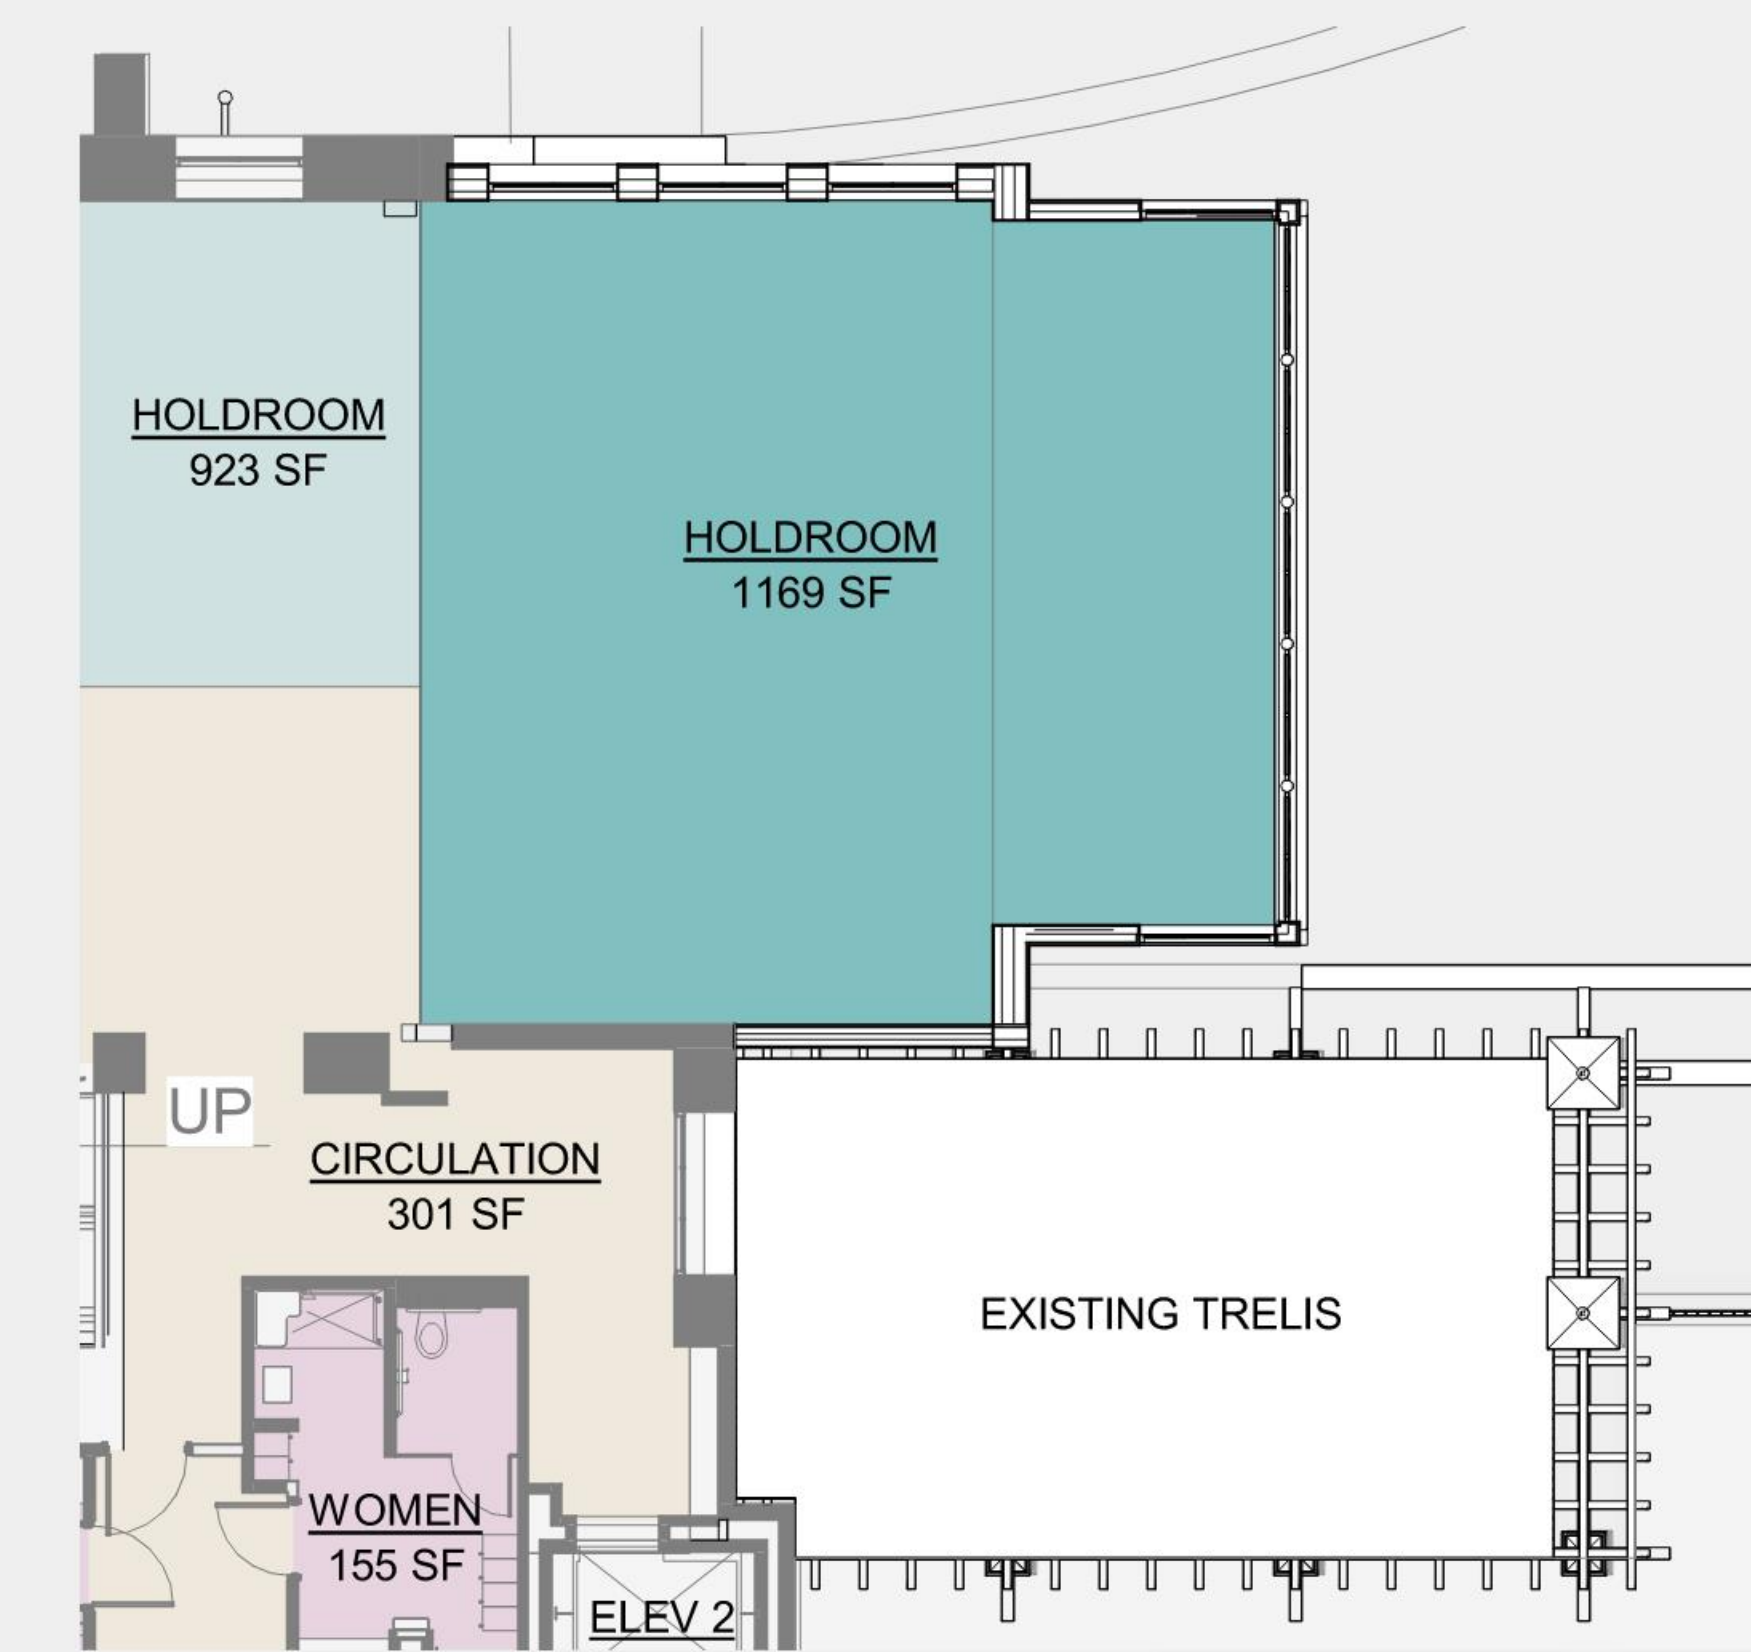 HOLDROOM
923 SF
HOLDROOM
1169 SF
UP
CIRCULATION
301 SF
EXISTING TRELIS
WOMEN
155 SF
ELEV 2